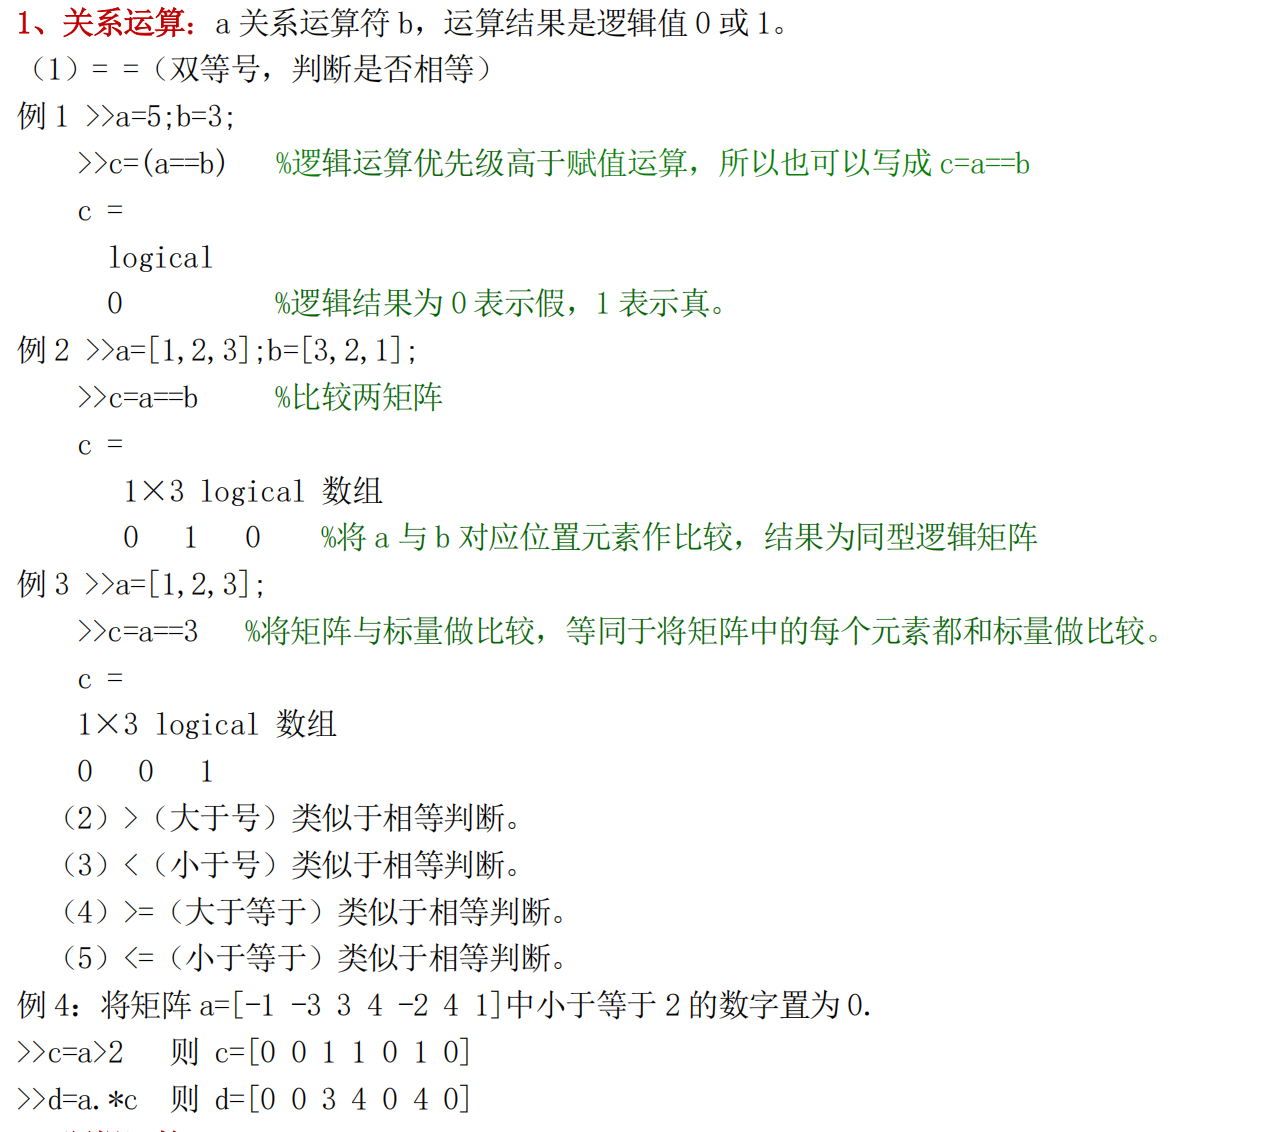 1、关系运算：a 关系运算符 b，运算结果是逻辑值 0 或 1。
（1）= =（双等号，判断是否相等）
例 1 >>a=5;b=3;
>>c=(a==b) %逻辑运算优先级高于赋值运算，所以也可以写成 c=a==b
c =
logical
0 %逻辑结果为 0 表示假，1 表示真。
例 2 >>a=[1,2,3];b=[3,2,1];
>>c=a==b %比较两矩阵
c =
1×3 logical 数组
0 1 0 %将 a 与 b 对应位置元素作比较，结果为同型逻辑矩阵
例 3 >>a=[1,2,3];
>>c=a==3 %将矩阵与标量做比较，等同于将矩阵中的每个元素都和标量做比较。
c =
1×3 logical 数组
0 0 1
（2）>（大于号）类似于相等判断。
（3）<（小于号）类似于相等判断。
（4）>=（大于等于）类似于相等判断。
（5）<=（小于等于）类似于相等判断。
例 4：将矩阵 a=[-1 -3 3 4 -2 4 1]中小于等于 2 的数字置为 0.
>>c=a>2 则 c=[0 0 1 1 0 1 0]
>>d=a.*c 则 d=[0 0 3 4 0 4 0]